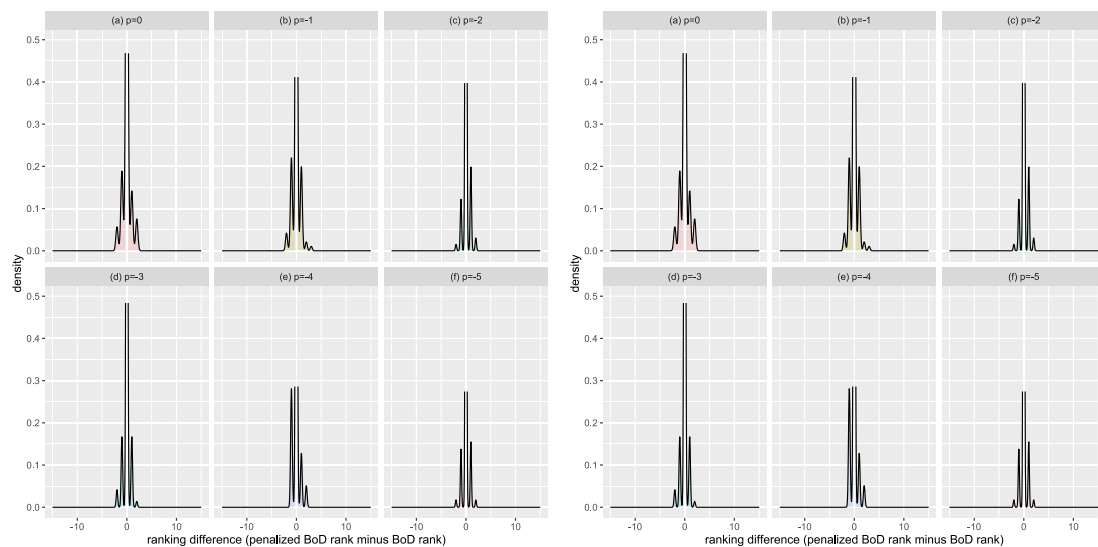 (a) p=0 (b) p=-1 (c) p=-2
0.5
0.4
0.3
0.2
0.1
0.0
(d) p=-3 (e) p=-4 (f) p=-5
0.5
0.4
0.3
0.2
0.1
0.0
-10 0 10 -10 0 10 -10 0 10
density
ranking difference (penalized BoD rank minus BoD rank)
(a) p=0 (b) p=-1 (c) p=-2
0.5
0.4
0.3
0.2
0.1
0.0
(d) p=-3 (e) p=-4 (f) p=-5
0.5
0.4
0.3
0.2
0.1
0.0
-10 0 10 -10 0 10 -10 0 10
density
ranking difference (penalized BoD rank minus BoD rank)